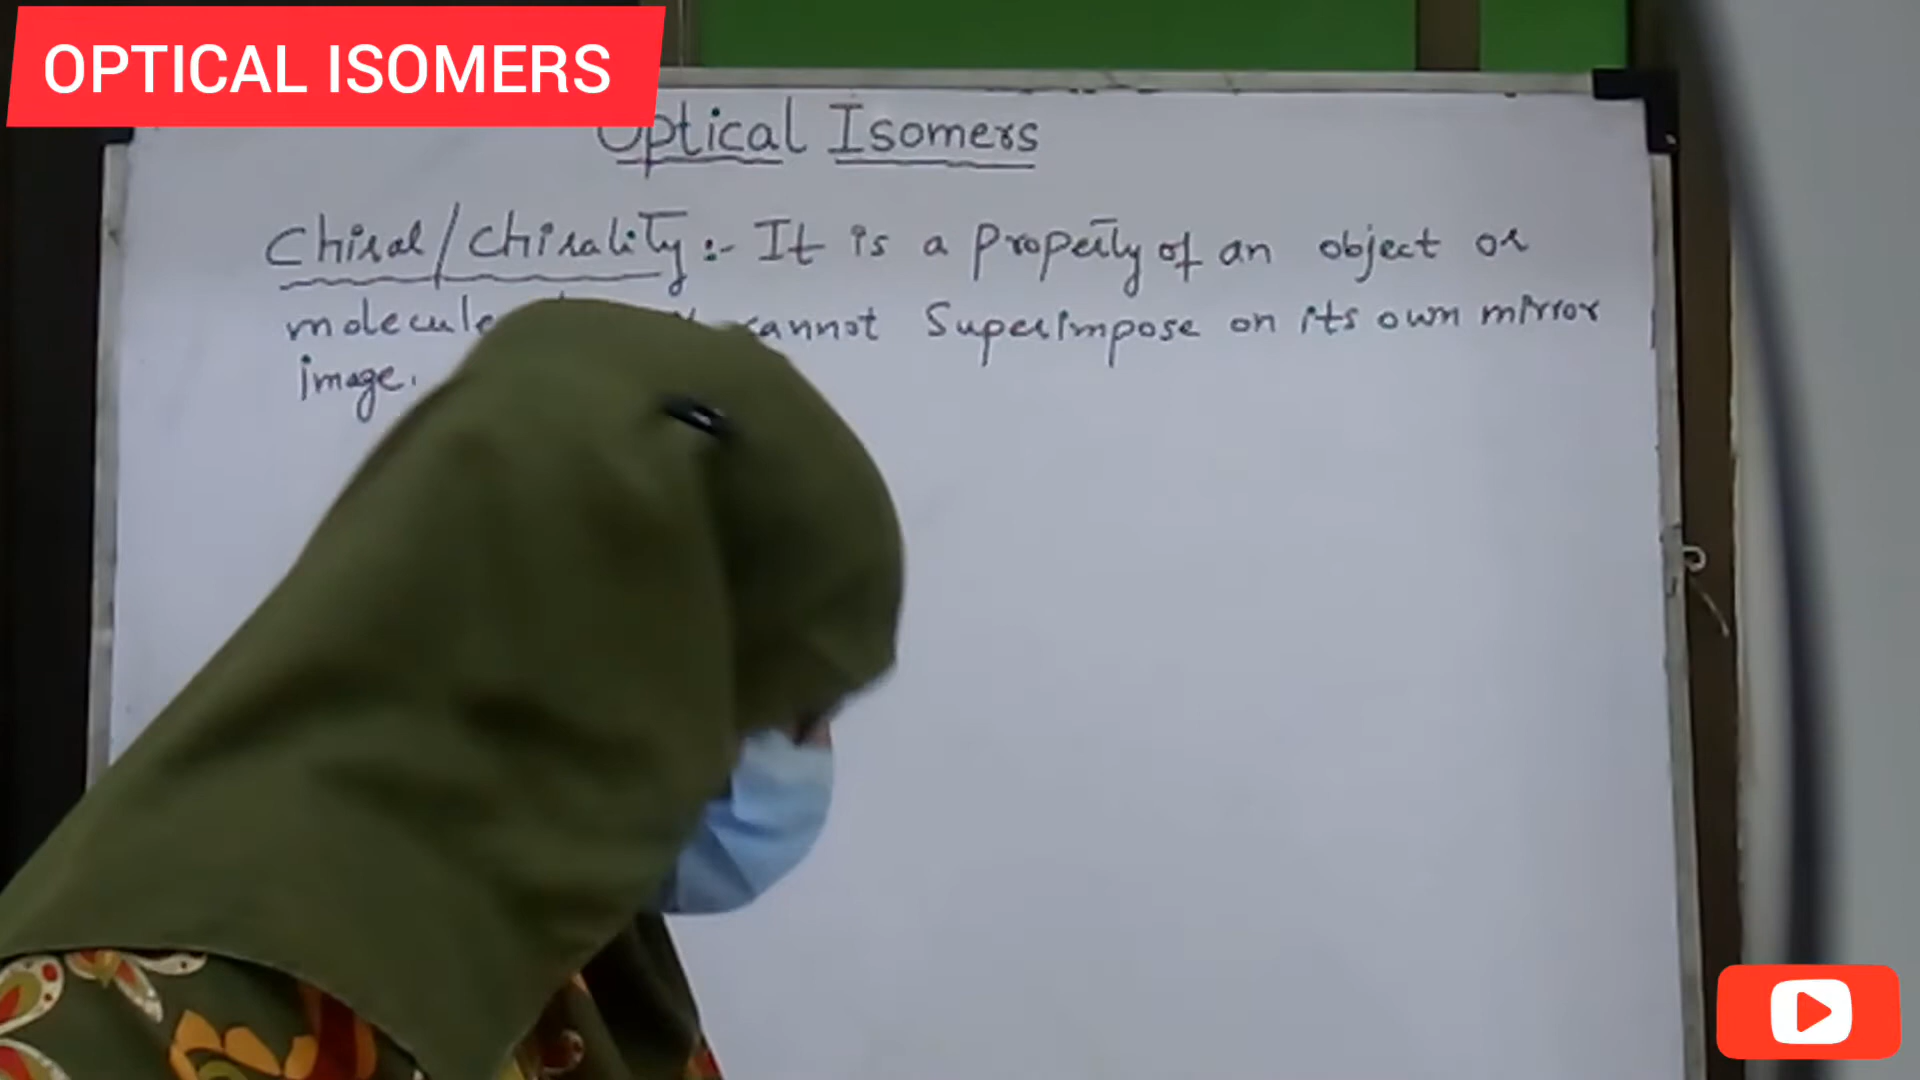 OPTICAL ISOMERS
Optical Isomers
Chiral/Chirality:- It is a Property of an object or
molecule cannot Superimpose on its own mirror
image.